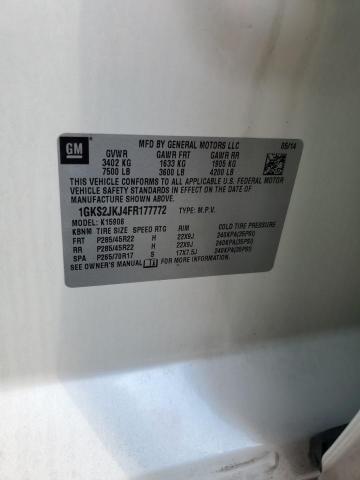 GM
MFD BY GENERAL MOTORS LLC 05/14
GVWR GAWR FRT GAWR RR
3402 KG 1633 KG 1905 KG
7500 LB 3600 LB 4200 LB
THIS VEHICLE CONFORMS TO ALL APPLICABLE U.S. FEDERAL MOTOR
VEHICLE SAFETY STANDARDS IN EFFECT ON THE DATE OF
MANUFACTURE SHOWN ABOVE.
1GKS2JKJ4FR177772 TYPE: M.P.V.
MODEL: K15906
KBNM TIRE SIZE SPEED RTG RIM COLD TIRE PRESSURE
FRT P285/45R22 H 22X9J 240KPA(35PSI)
RR P285/45R22 H 22X9J 240KPA(35PSI)
SPA P265/70R17 S 17X7.5J 240KPA(35PSI)
SEE OWNER'S MANUAL FOR MORE INFORMATION.